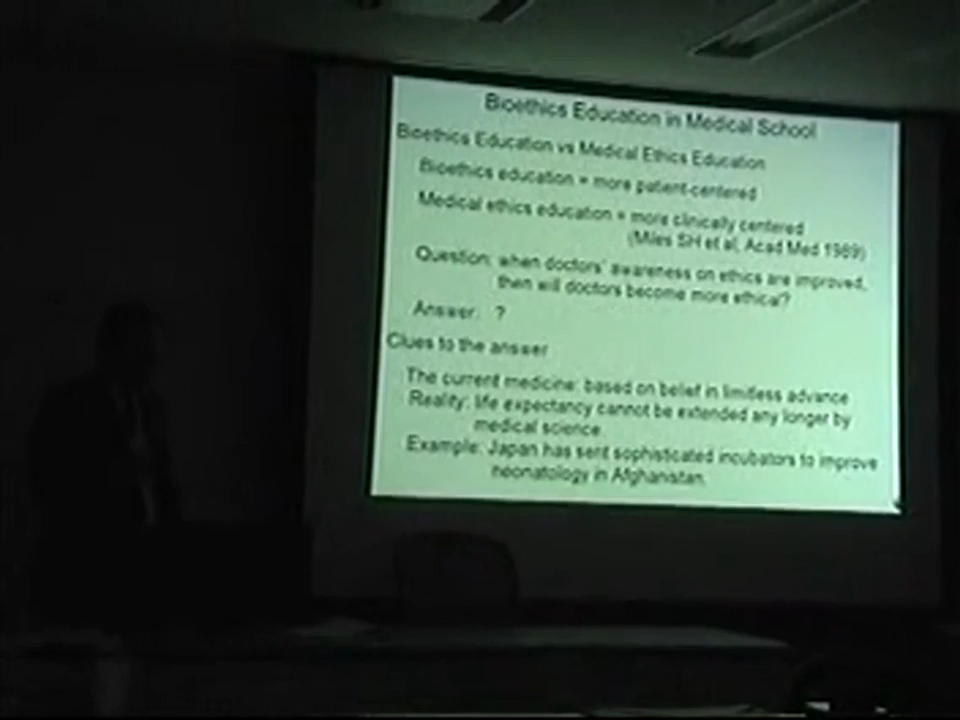 Bioethics Education in Medical School
Bioethics Education vs Medical Ethics Education
Bioethics education = more patient-centered
Medical ethics education = more clinically centered
(Miles SH et al, Acad Med 1989)
Question: when doctors' awareness on ethics are improved,
then will doctors become more ethical?
Answer: ?
Clues to the answer
The current medicine: based on belief in limitless advance
Reality: life expectancy cannot be extended any longer by
medical science.
Example: Japan has sent sophisticated incubators to improve
neonatology in Afghanistan.